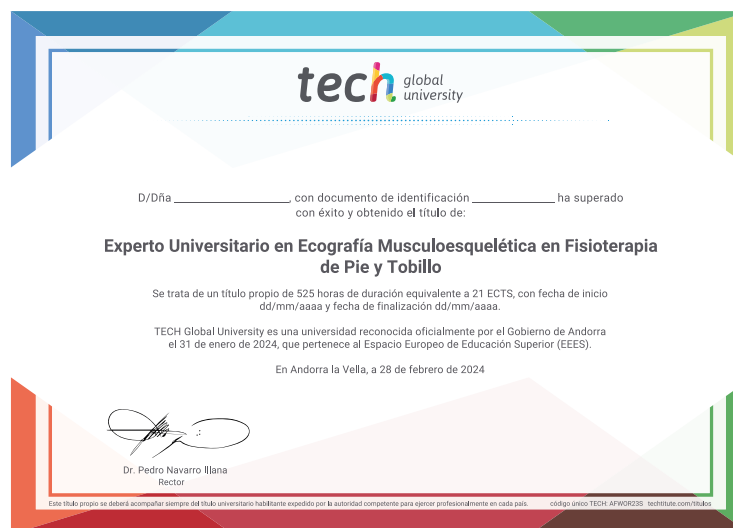 tech global university
D/Dña ____________________, con documento de identificación ______________ ha superado
con éxito y obtenido el título de:
Experto Universitario en Ecografía Musculoesquelética en Fisioterapia
de Pie y Tobillo
Se trata de un título propio de 525 horas de duración equivalente a 21 ECTS, con fecha de inicio
dd/mm/aaaa y fecha de finalización dd/mm/aaaa.
TECH Global University es una universidad reconocida oficialmente por el Gobierno de Andorra
el 31 de enero de 2024, que pertenece al Espacio Europeo de Educación Superior (EEES).
En Andorra la Vella, a 28 de febrero de 2024
Dr. Pedro Navarro Illana
Rector
Este título propio se deberá acompañar siempre del título universitario habilitante expedido por la autoridad competente para ejercer profesionalmente en cada país. código único TECH: AFWOR23S techtitute.com/titulos